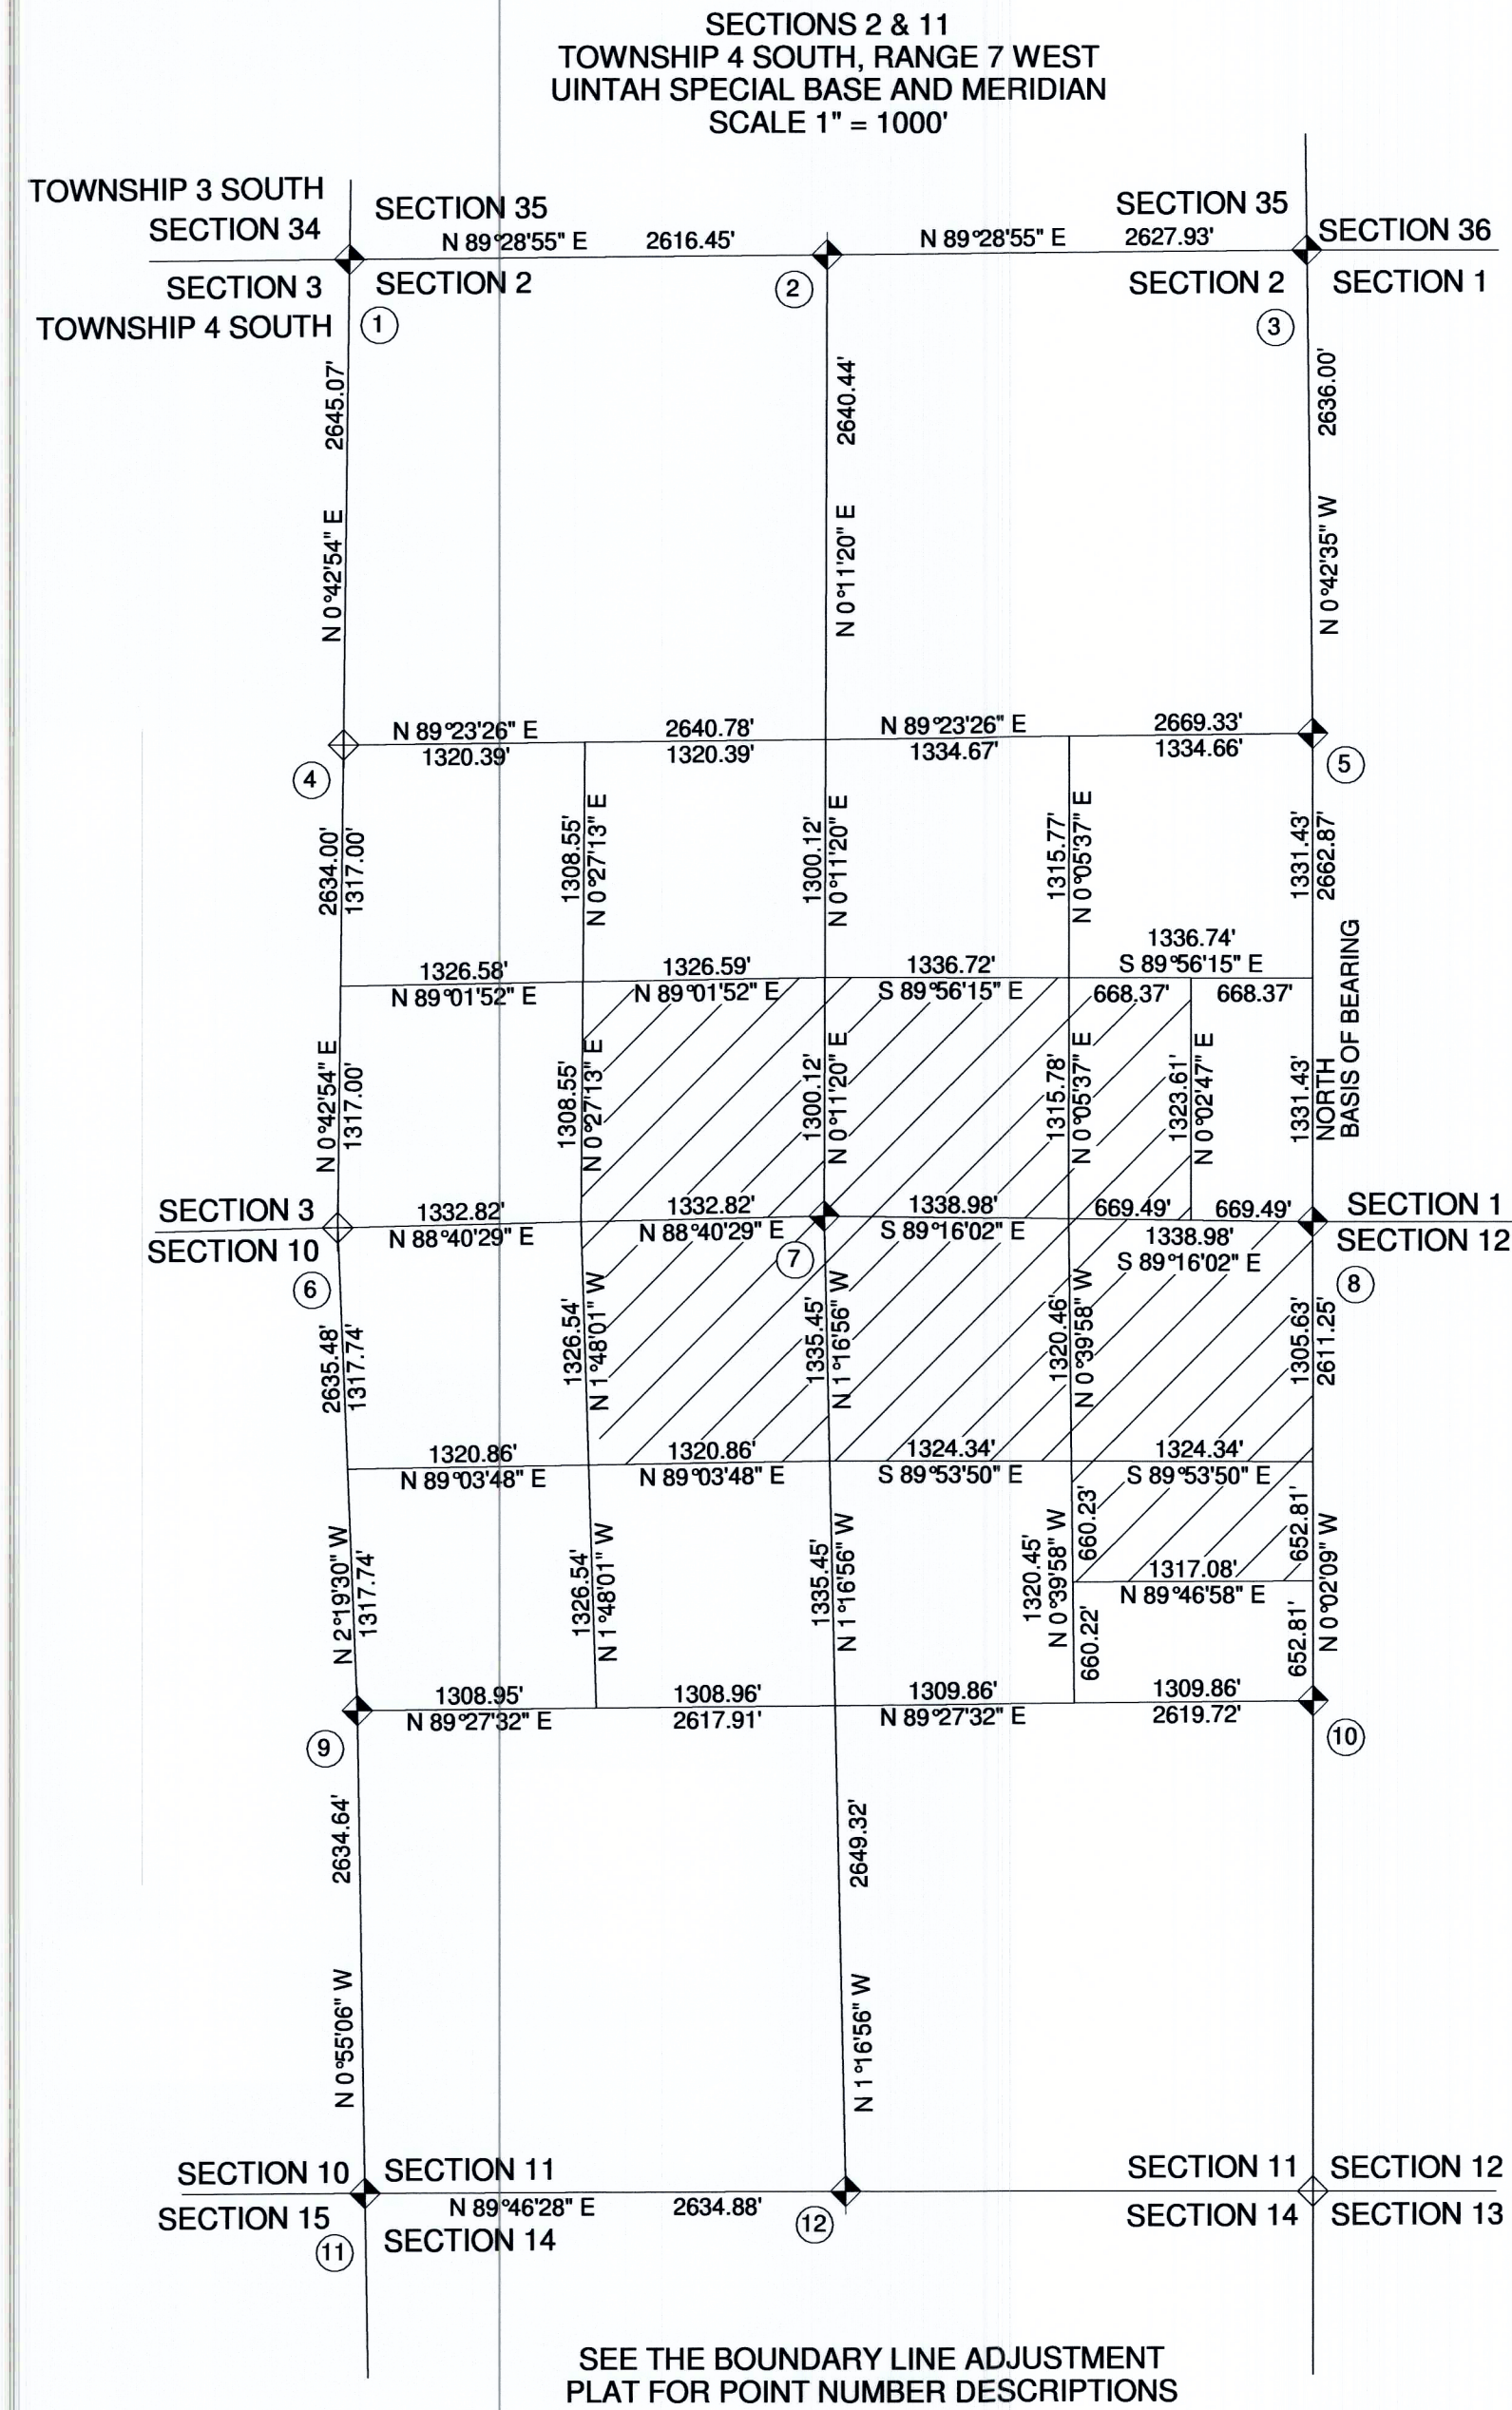 SECTIONS 2 & 11
TOWNSHIP 4 SOUTH, RANGE 7 WEST
UINTAH SPECIAL BASE AND MERIDIAN
SCALE 1" = 1000'
TOWNSHIP 3 SOUTH
SECTION 34
SECTION 35
SECTION 35
SECTION 36
N 89°28'55" E
2616.45'
N 89°28'55" E
2627.93'
SECTION 3
SECTION 2
2
SECTION 2
SECTION 1
TOWNSHIP 4 SOUTH
1
3
2645.07'
2640.44'
2636.00'
N 0°42'54" E
N 0°11'20" E
N 0°42'35" W
N 89°23'26" E
2640.78'
N 89°23'26" E
2669.33'
1320.39'
1320.39'
1334.67'
1334.66'
4
5
2634.00'
1317.00'
1308.55'
N 0°27'13" E
1300.12'
N 0°11'20" E
1315.77'
N 0°05'37" E
1331.43'
2662.87'
1326.58'
1326.59'
1336.72'
1336.74'
S 89°56'15" E
N 89°01'52" E
N 89°01'52" E
S 89°56'15" E
668.37'
668.37'
N 0°42'54" E
1317.00'
1308.55'
N 0°27'13" E
1300.12'
N 0°11'20" E
1315.78'
N 0°05'37" E
1323.61'
N 0°02'47" E
1331.43'
NORTH
BASIS OF BEARING
SECTION 3
1332.82'
1332.82'
1338.98'
669.49'
669.49'
SECTION 1
SECTION 10
N 88°40'29" E
N 88°40'29" E
S 89°16'02" E
1338.98'
S 89°16'02" E
SECTION 12
6
7
8
2635.48'
1317.74'
1326.54'
N 1°48'01" W
1335.45'
N 1°16'56" W
1320.46'
N 0°39'58" W
1305.63'
2611.25'
1320.86'
1320.86'
1324.34'
1324.34'
N 89°03'48" E
N 89°03'48" E
S 89°53'50" E
S 89°53'50" E
N 2°19'30" W
1317.74'
1326.54'
N 1°48'01" W
1335.45'
N 1°16'56" W
1320.45'
N 0°39'58" W
660.23'
652.81'
1317.08'
N 89°46'58" E
660.22'
652.81'
N 0°02'09" W
1308.95'
1308.96'
1309.86'
1309.86'
N 89°27'32" E
2617.91'
N 89°27'32" E
2619.72'
9
10
2634.64'
2649.32'
N 0°55'06" W
N 1°16'56" W
SECTION 10
SECTION 11
SECTION 11
SECTION 12
SECTION 15
N 89°46'28" E
2634.88'
12
SECTION 14
SECTION 13
11
SECTION 14
SEE THE BOUNDARY LINE ADJUSTMENT
PLAT FOR POINT NUMBER DESCRIPTIONS